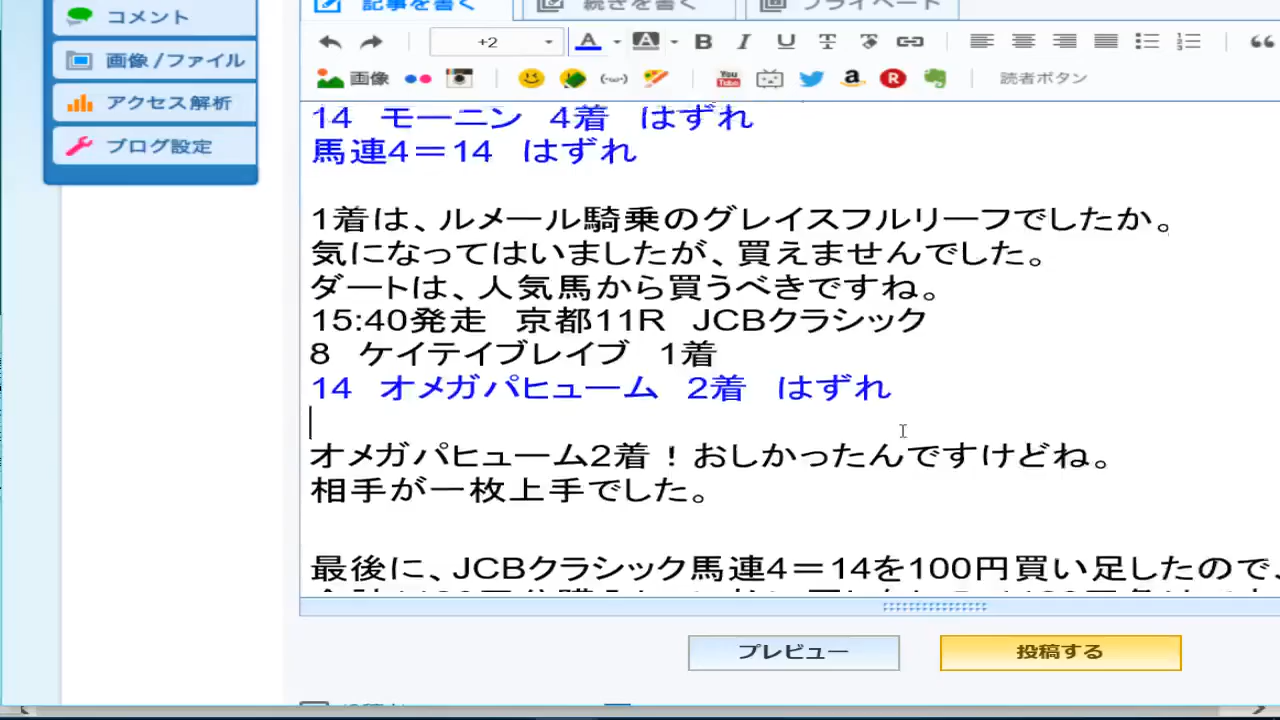 コメント
画像/ファイル
アクセス解析
ブログ設定
記事を書く
続きを書く
プライベート
+2
画像
読者ボタン
14 モーニン 4着 はずれ
馬連4＝14 はずれ
1着は、ルメール騎乗のグレイスフルリーフでしたか。
気になってはいましたが、買えませんでした。
ダートは、人気馬から買うべきですね。
15:40発走 京都11R JCBクラシック
8 ケイテイブレイブ 1着
14 オメガパヒューム 2着 はずれ
オメガパヒューム2着！おしかったんですけどね。
相手が一枚上手でした。
最後に、JCBクラシック馬連4＝14を100円買い足したので、
プレビュー
投稿する